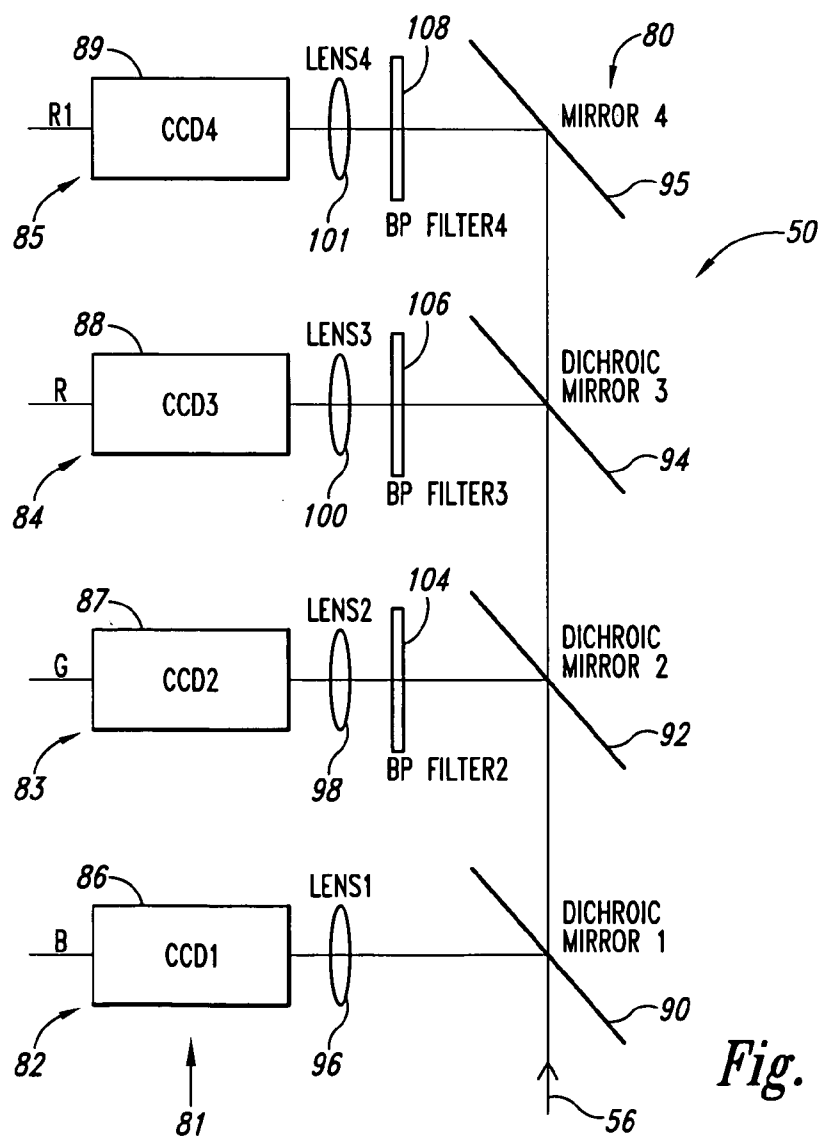 89
LENS4
108
80
R1
CCD4
MIRROR 4
95
85
101
BP FILTER4
50
88
LENS3
106
R
CCD3
DICHROIC
MIRROR 3
94
84
100
BP FILTER3
87
LENS2
104
G
CCD2
DICHROIC
MIRROR 2
92
83
98
BP FILTER2
86
LENS1
B
CCD1
DICHROIC
MIRROR 1
90
82
96
81
56
Fig.